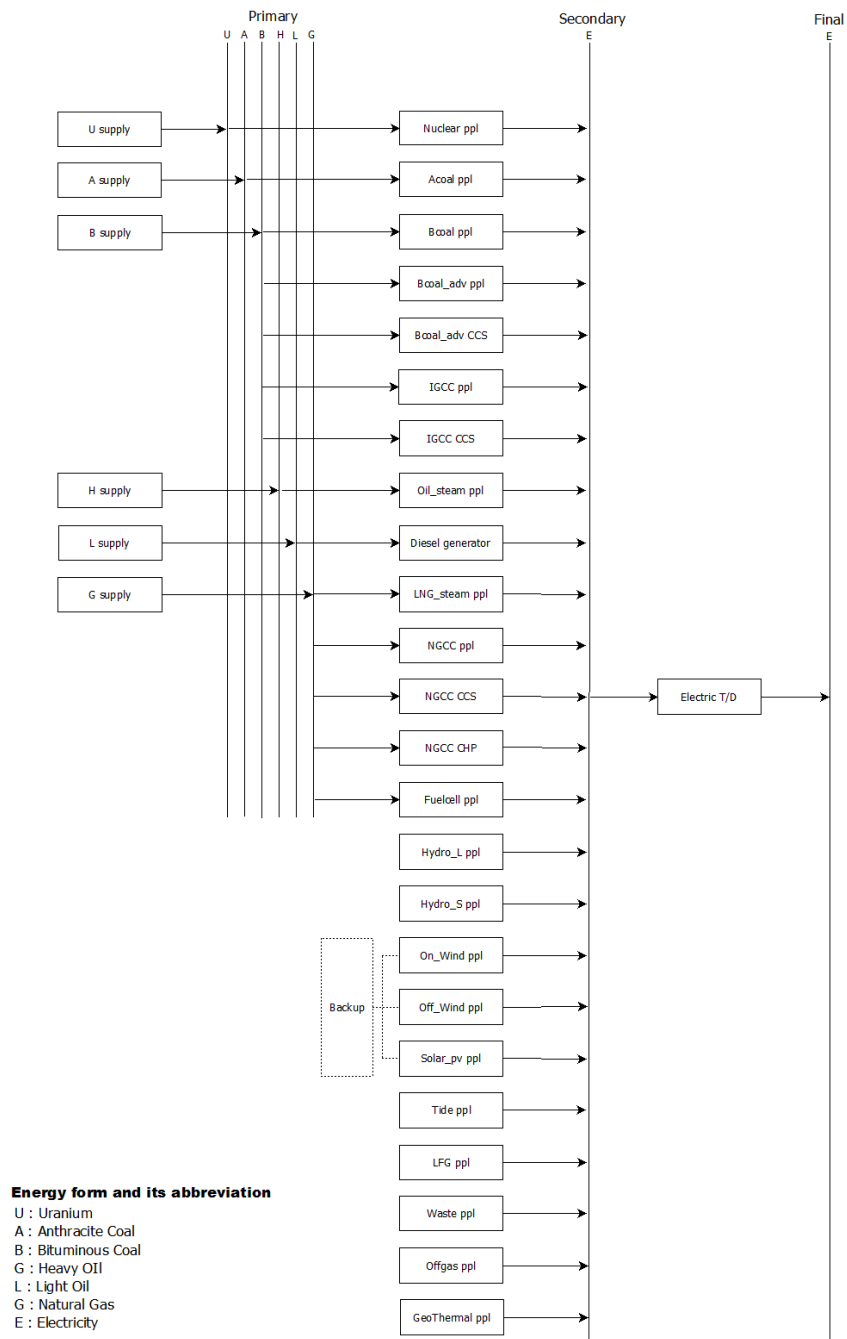 Primary
Secondary
Final
U A B H L G
E
E
U supply
Nuclear ppl
A supply
Acoal ppl
B supply
Bcoal ppl
Bcoal_adv ppl
Bcoal_adv CCS
IGCC ppl
IGCC CCS
H supply
Oil_steam ppl
L supply
Diesel generator
G supply
LNG_steam ppl
NGCC ppl
NGCC CCS
Electric T/D
NGCC CHP
Fuelcell ppl
Hydro_L ppl
Hydro_S ppl
On_Wind ppl
Backup
Off_Wind ppl
Solar_pv ppl
Tide ppl
LFG ppl
Waste ppl
Offgas ppl
GeoThermal ppl
Energy form and its abbreviation
U : Uranium
A : Anthracite Coal
B : Bituminous Coal
G : Heavy OIl
L : Light Oil
G : Natural Gas
E : Electricity